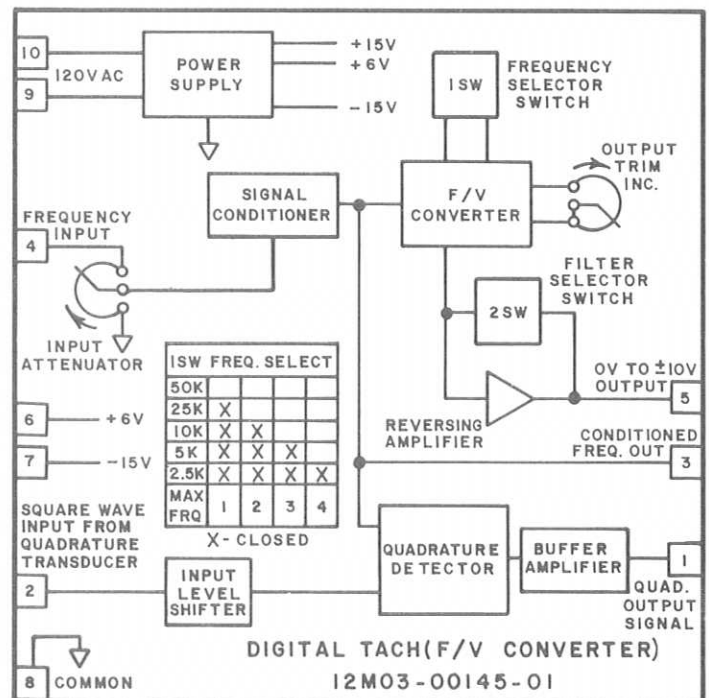 10
120VAC
9
POWER
SUPPLY
+15V
+6V
-15V
1SW
FREQUENCY
SELECTOR
SWITCH
SIGNAL
CONDITIONER
F/V
CONVERTER
OUTPUT
TRIM
INC.
FREQUENCY
INPUT
4
INPUT
ATTENUATOR
FILTER
SELECTOR
SWITCH
2SW
REVERSING
AMPLIFIER
0V TO ±10V
OUTPUT
5
1SW FREQ. SELECT
50K
25K X
10K X X
5K X X X
2.5K X X X X
MAX
FRQ 1 2 3 4
X-CLOSED
6 +6V
7 -15V
CONDITIONED
FREQ. OUT
3
SQUARE WAVE
INPUT FROM
QUADRATURE
TRANSDUCER
2
INPUT
LEVEL
SHIFTER
QUADRATURE
DETECTOR
BUFFER
AMPLIFIER
1
QUAD.
OUTPUT
SIGNAL
8 COMMON
DIGITAL TACH(F/V CONVERTER)
12M03-00145-01